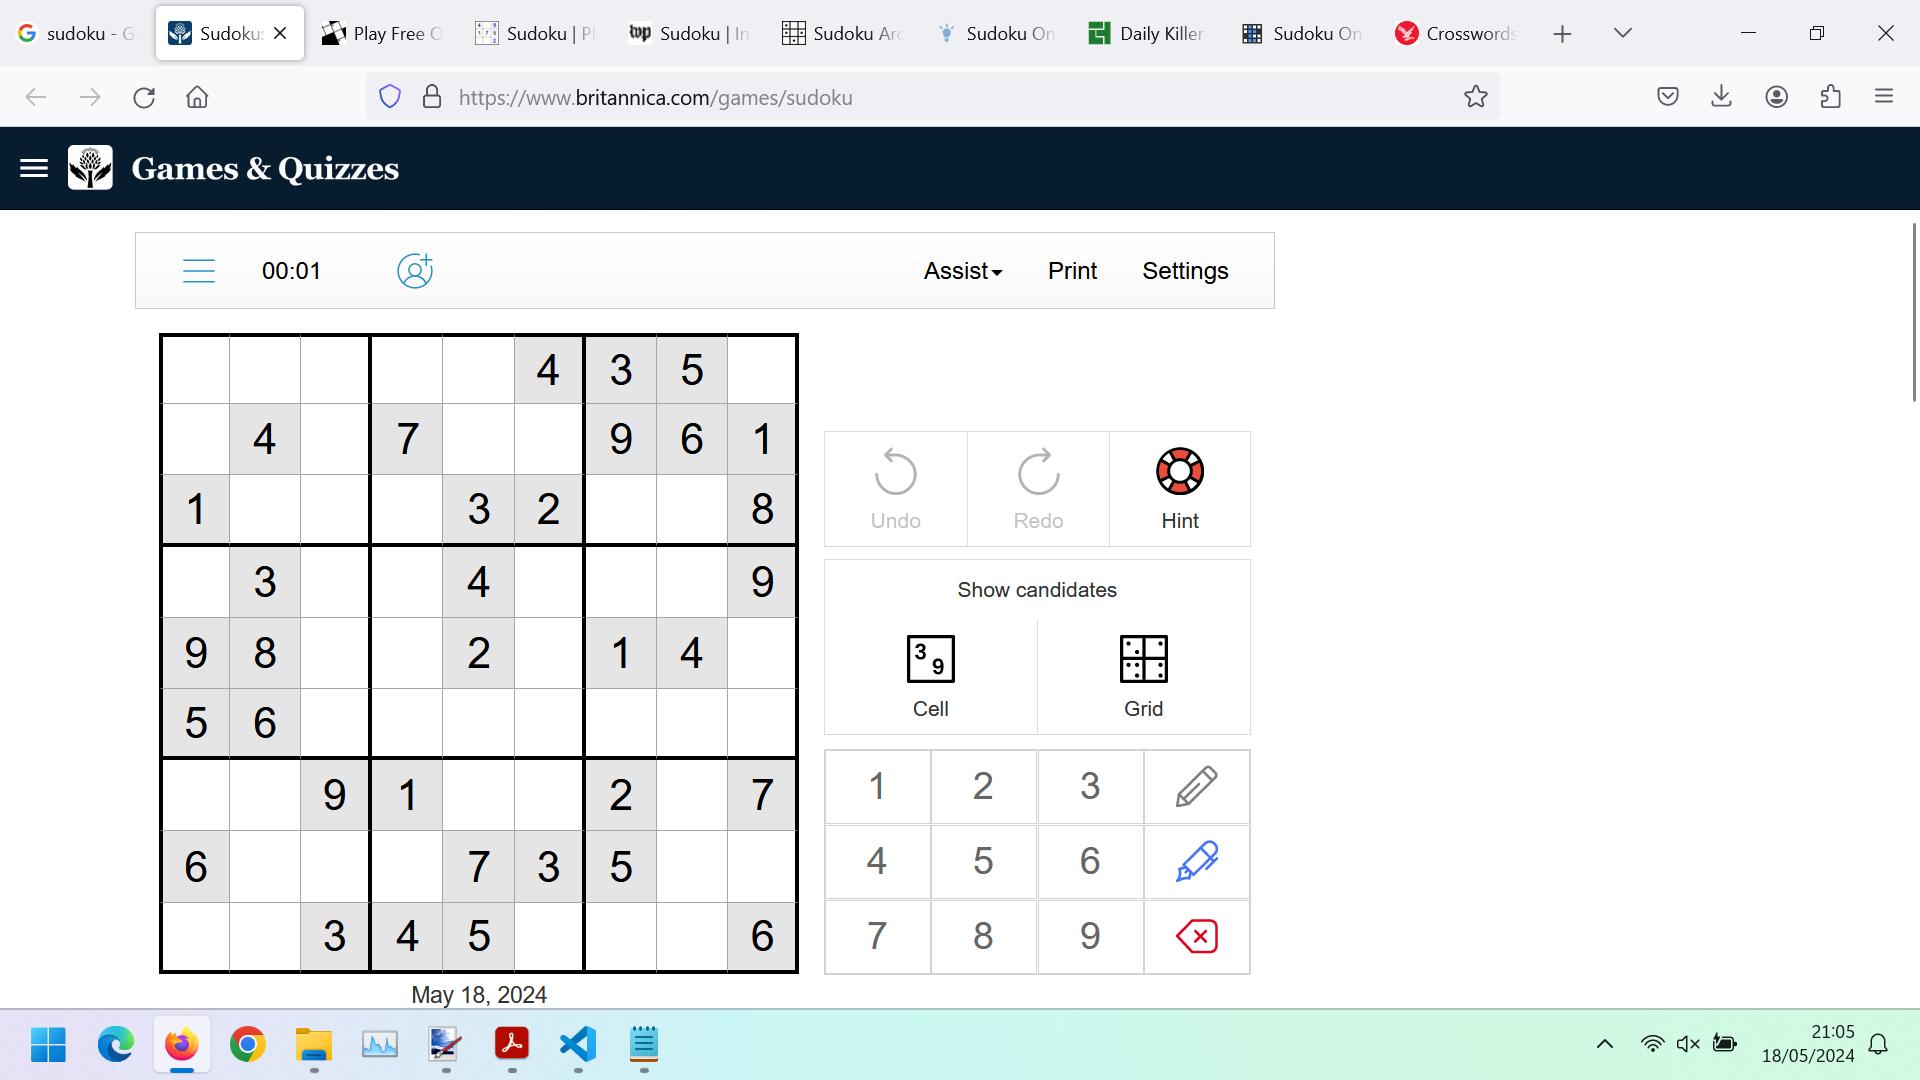 sudoku - G
Sudoku:
Play Free O
Sudoku | Pl
wp Sudoku | In
Sudoku Arc
Sudoku On
Daily Killer
Sudoku On
Crosswords
https://www.britannica.com/games/sudoku
Games & Quizzes
00:01
Assist
Print
Settings
4 3 5
4 7 9 6 1
1 3 2 8
3 4 9
9 8 2 1 4
5 6
9 1 2 7
6 7 3 5
3 4 5 6
May 18, 2024
Undo
Redo
Hint
Show candidates
3 9
Cell
Grid
1 2 3
4 5 6
7 8 9
21:05
18/05/2024